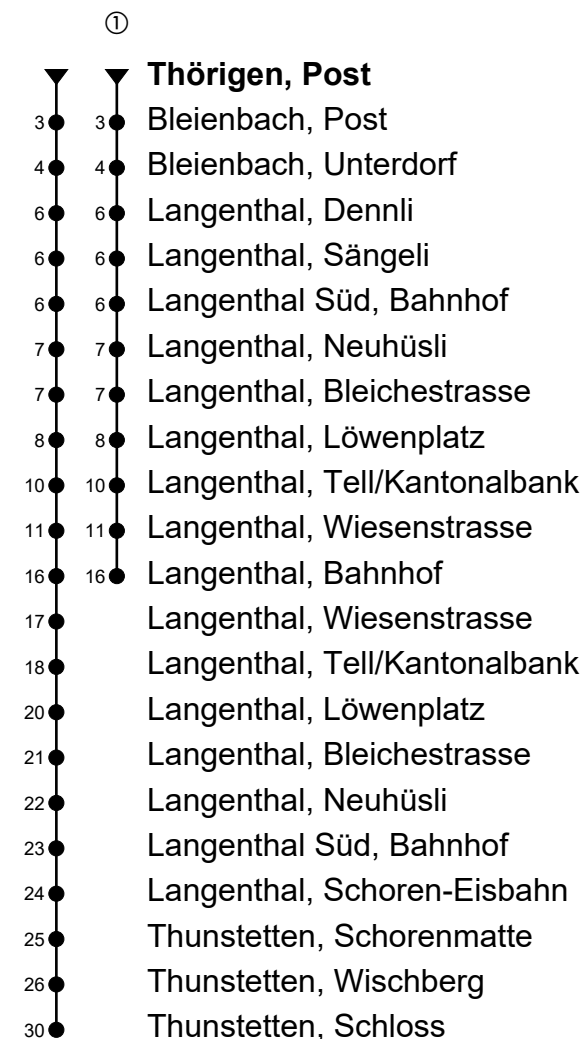 ①
Thörigen, Post
3 3 Bleienbach, Post
4 4 Bleienbach, Unterdorf
6 6 Langenthal, Dennli
6 6 Langenthal, Sängeli
6 6 Langenthal Süd, Bahnhof
7 7 Langenthal, Neuhüsli
7 7 Langenthal, Bleichestrasse
8 8 Langenthal, Löwenplatz
10 10 Langenthal, Tell/Kantonalbank
11 11 Langenthal, Wiesenstrasse
16 16 Langenthal, Bahnhof
17 Langenthal, Wiesenstrasse
18 Langenthal, Tell/Kantonalbank
20 Langenthal, Löwenplatz
21 Langenthal, Bleichestrasse
22 Langenthal, Neuhüsli
23 Langenthal Süd, Bahnhof
24 Langenthal, Schoren-Eisbahn
25 Thunstetten, Schorenmatte
26 Thunstetten, Wischberg
30 Thunstetten, Schloss